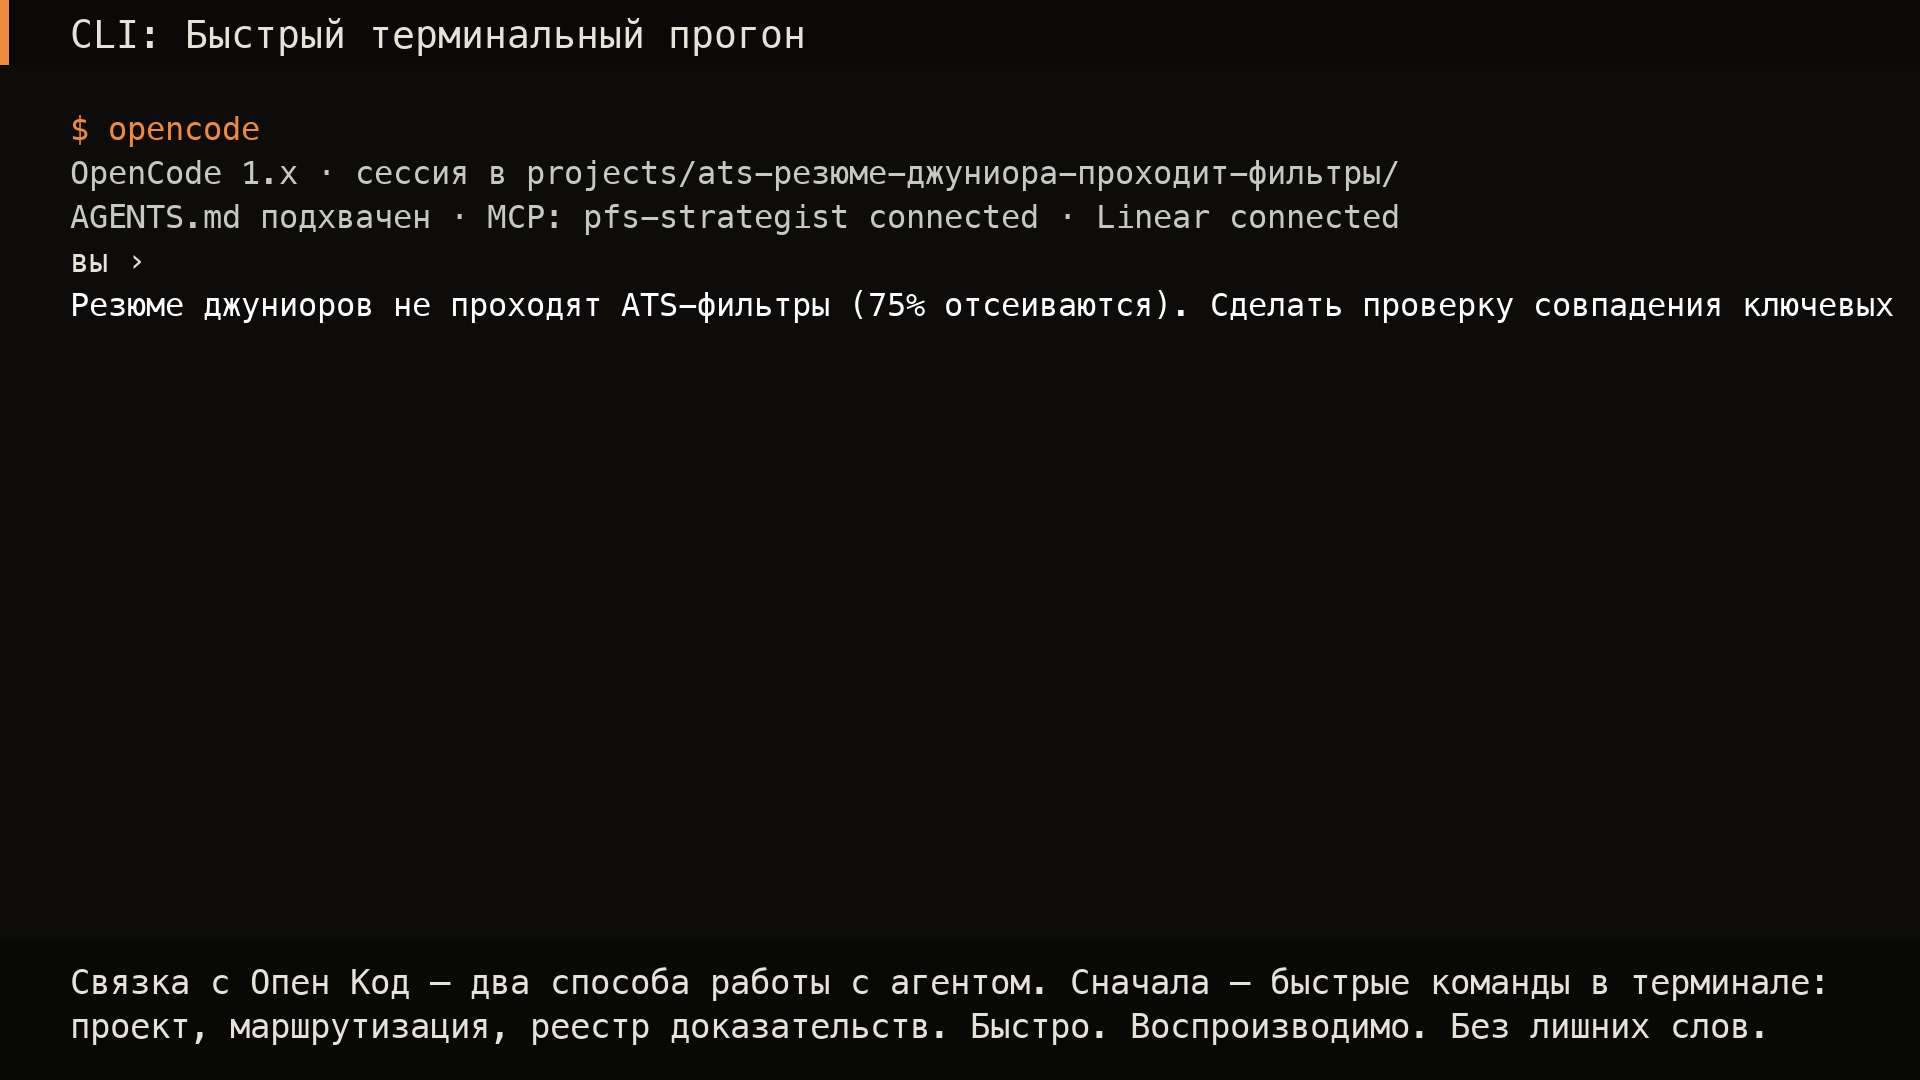 CLI: Быстрый терминальный прогон
$ opencode
OpenCode 1.x · сессия в projects/ats-резюме-джуниора-проходит-фильтры/
AGENTS.md подхвачен · MCP: pfs-strategist connected · Linear connected
вы ›
Резюме джуниоров не проходят ATS-фильтры (75% отсеиваются). Сделать проверку совпадения ключевых
Связка с Опен Код — два способа работы с агентом. Сначала — быстрые команды в терминале:
проект, маршрутизация, реестр доказательств. Быстро. Воспроизводимо. Без лишних слов.